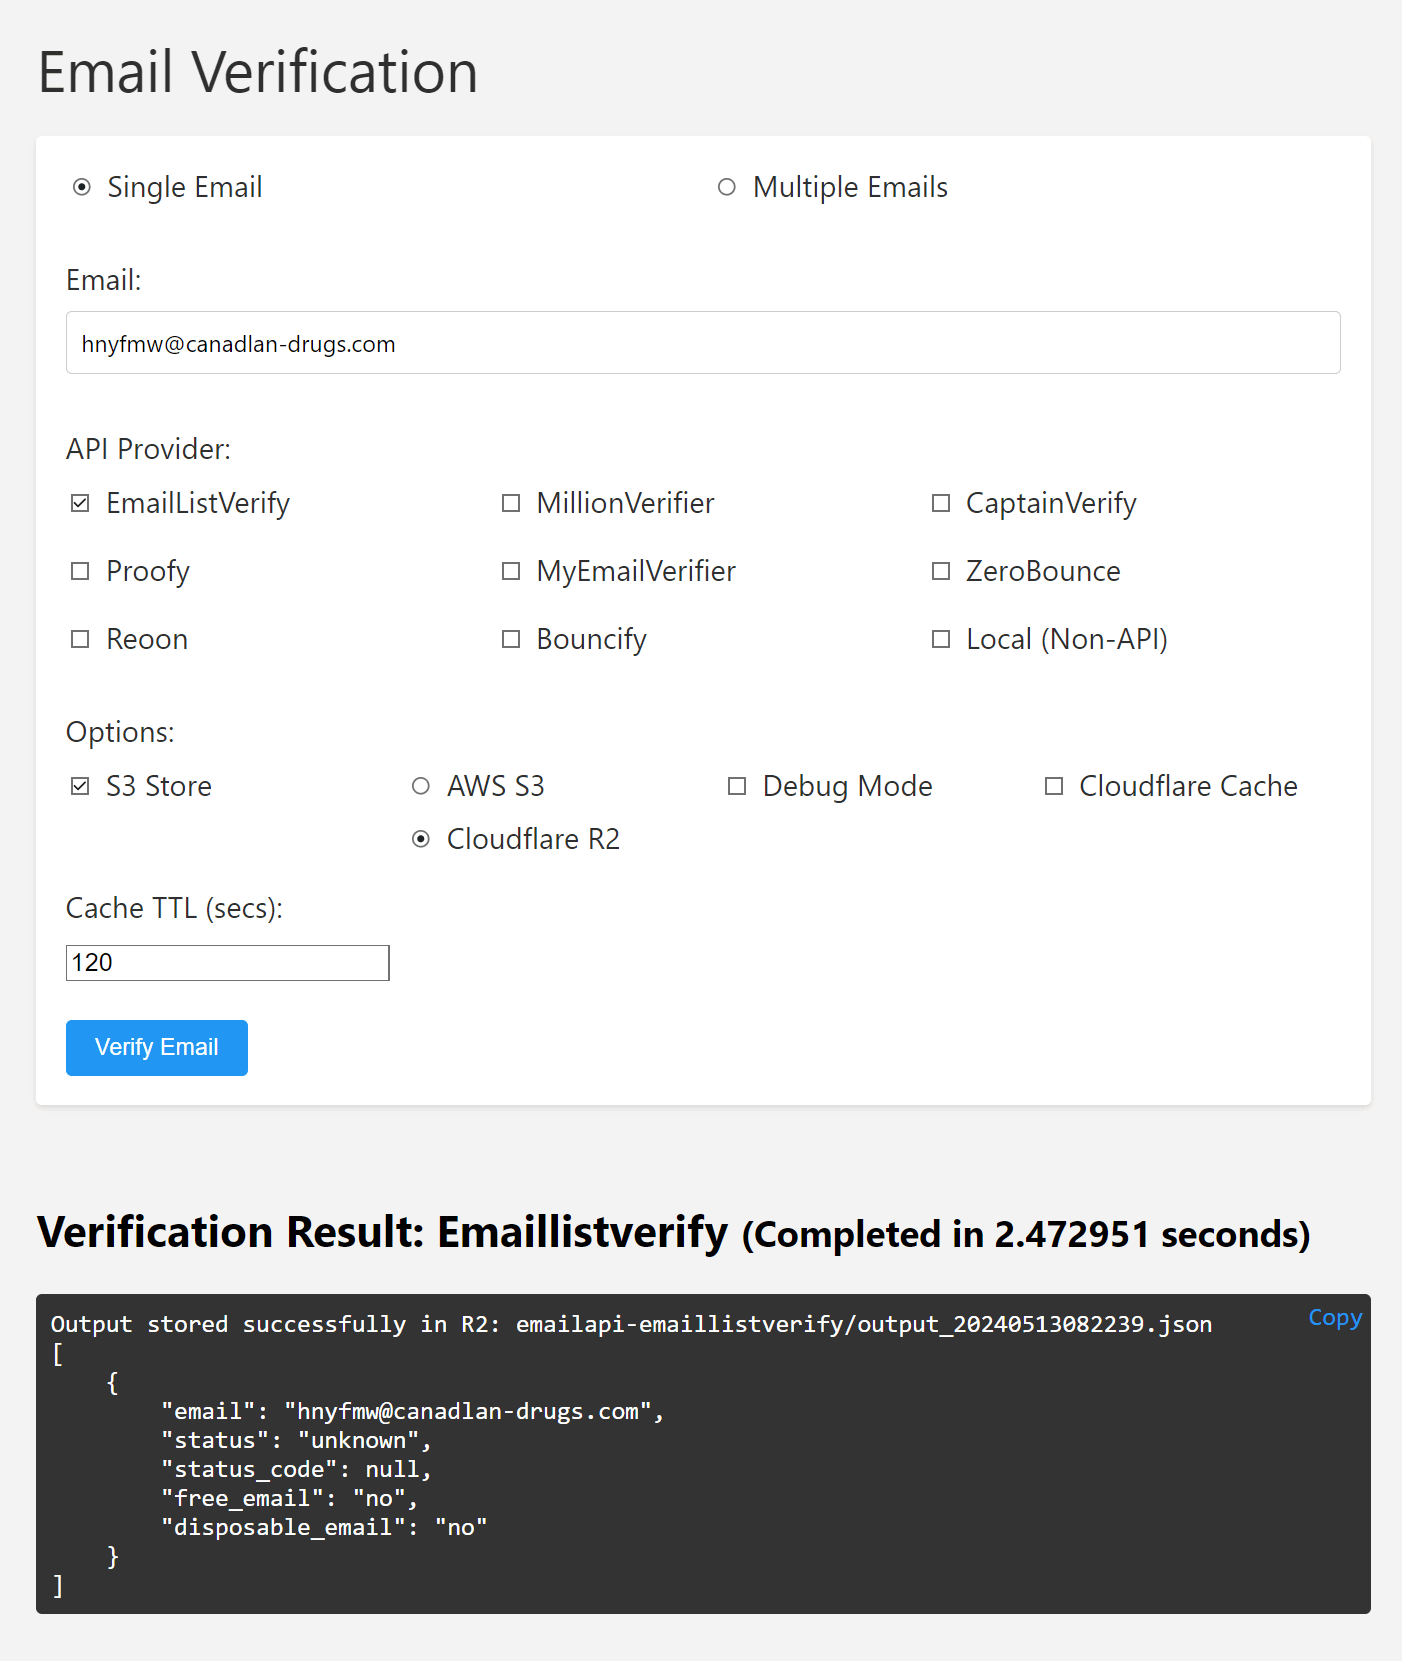 Email Verification
Single Email
Multiple Emails
Email:
hnyfmw@canadlan-drugs.com
API Provider:
EmailListVerify
MillionVerifier
CaptainVerify
Proofy
MyEmailVerifier
ZeroBounce
Reoon
Bouncify
Local (Non-API)
Options:
S3 Store
AWS S3
Debug Mode
Cloudflare Cache
Cloudflare R2
Cache TTL (secs):
120
Verify Email
Verification Result: Emaillistverify (Completed in 2.472951 seconds)
Copy
Output stored successfully in R2: emailapi-emaillistverify/output_20240513082239.json
[
    {
        "email": "hnyfmw@canadlan-drugs.com",
        "status": "unknown",
        "status_code": null,
        "free_email": "no",
        "disposable_email": "no"
    }
]